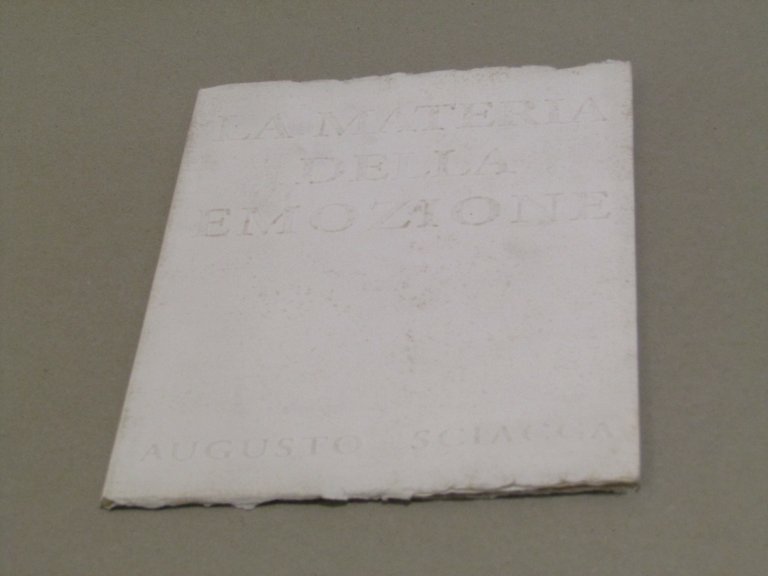 LA MATERIA
DELLA
EMOZIONE
AUGUSTO SCIACCA